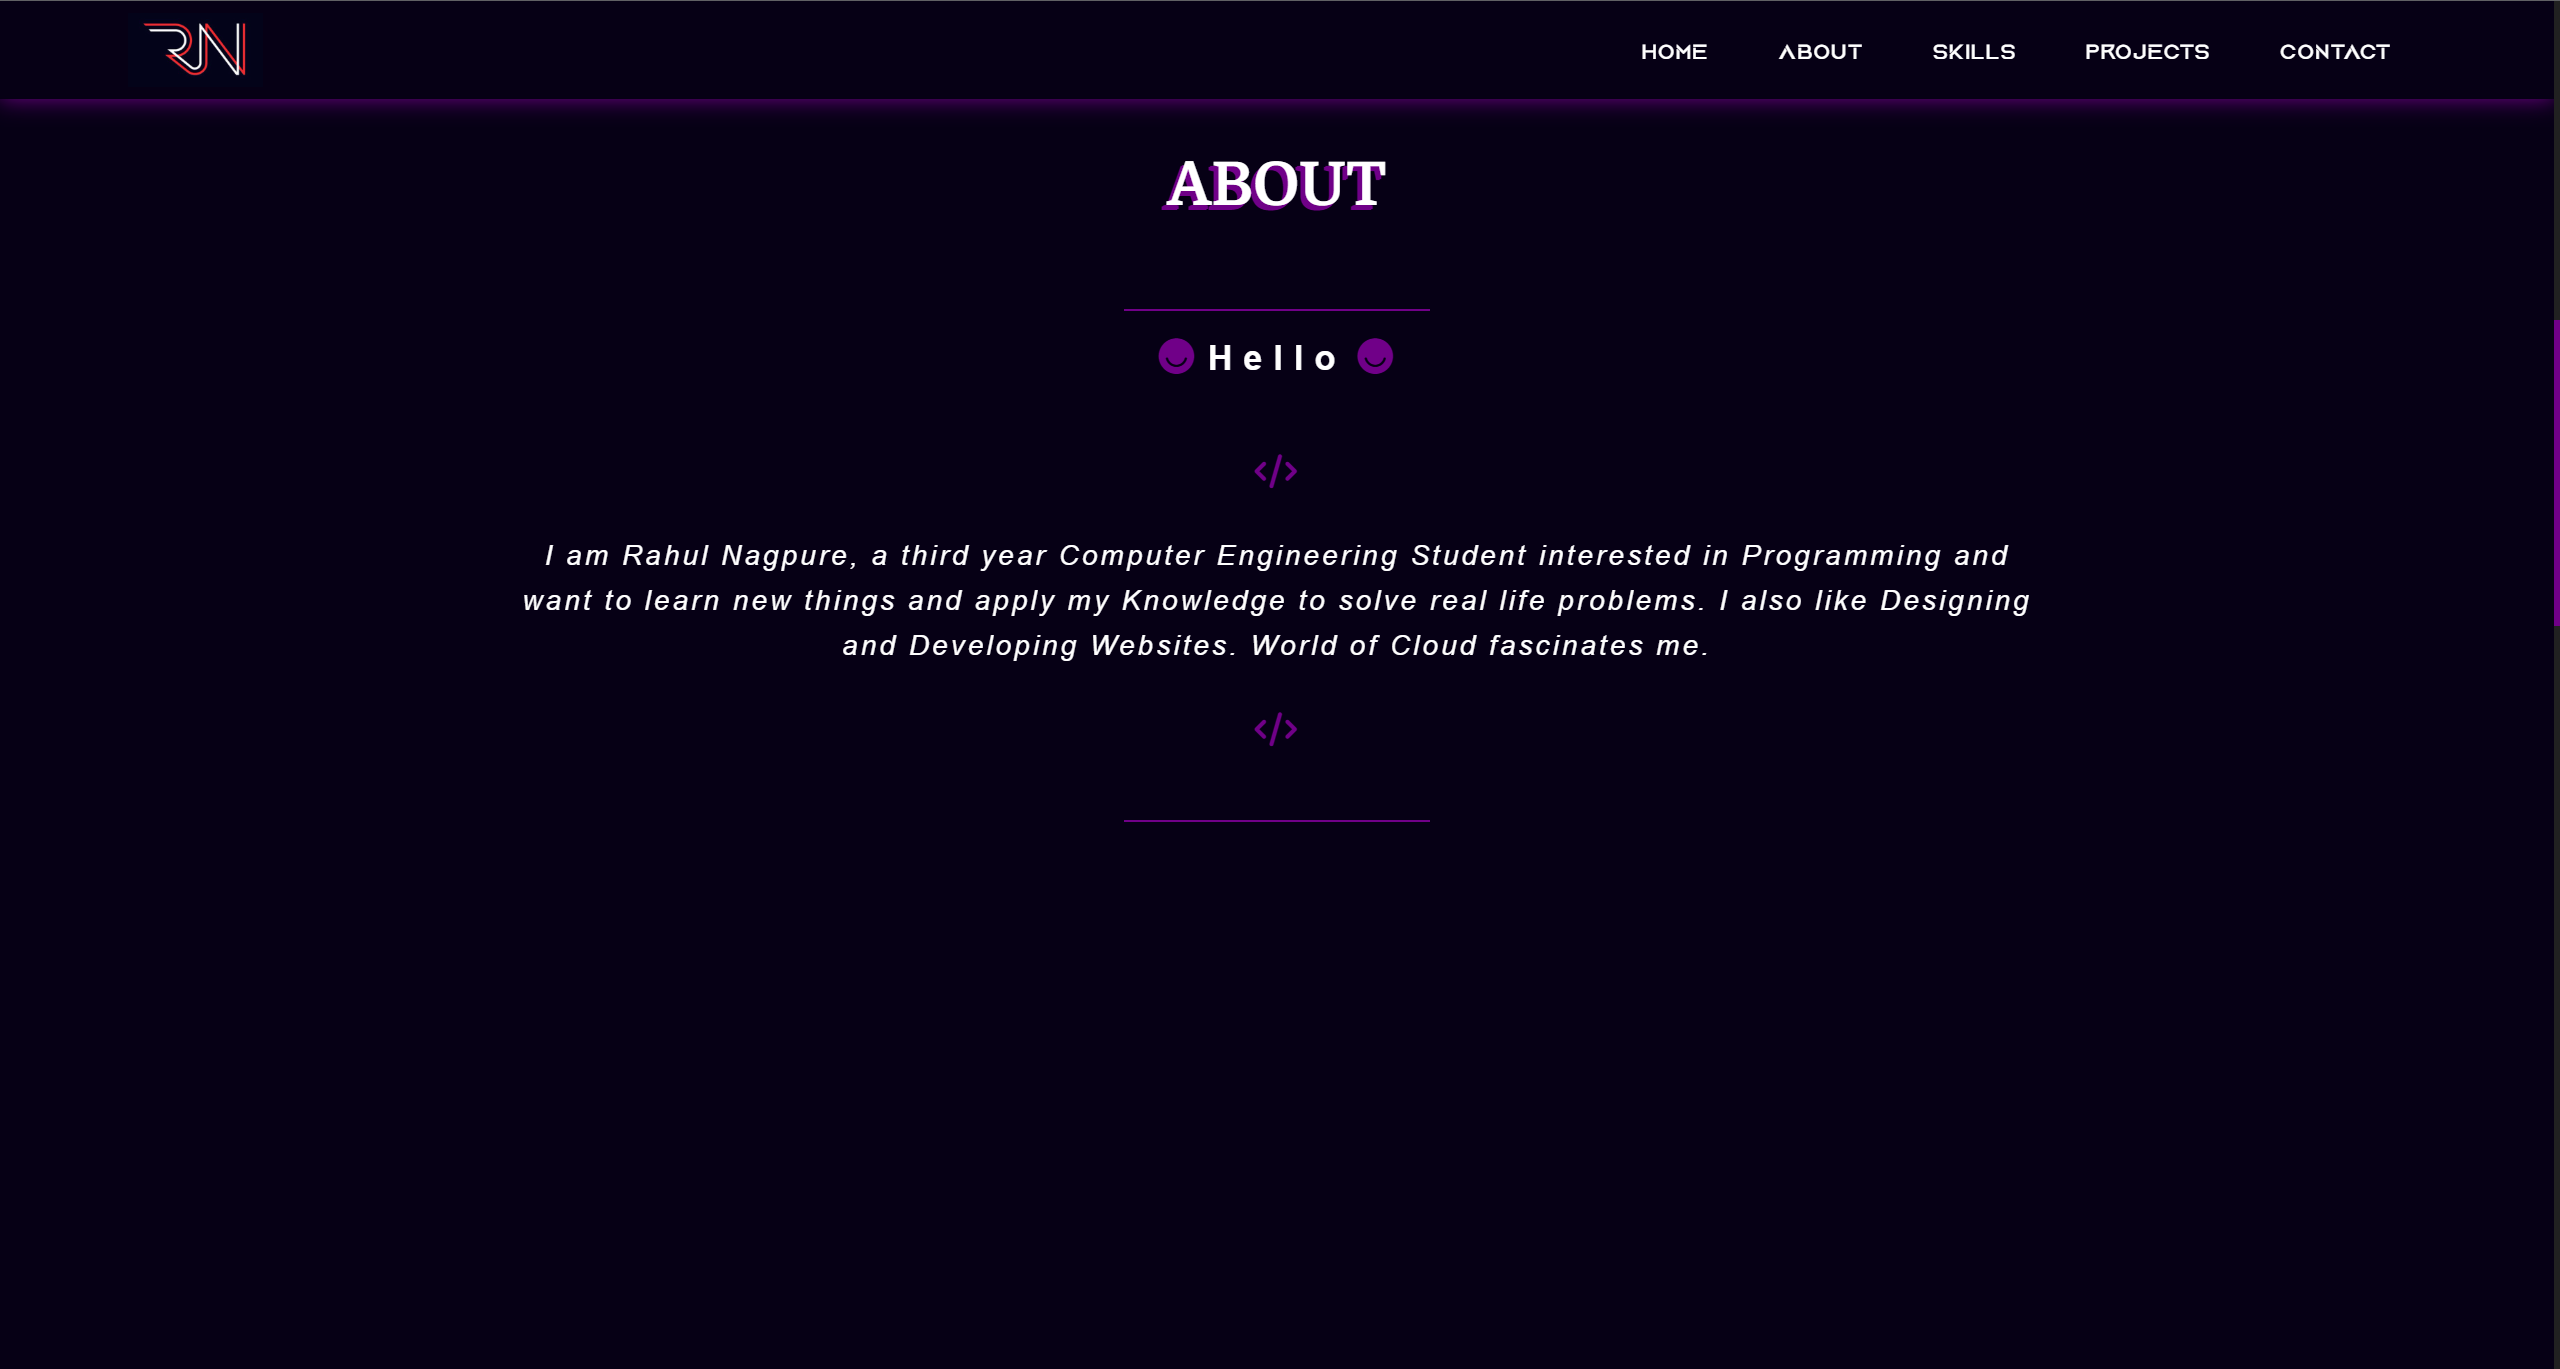 RN
HOME ABOUT SKILLS PROJECTS CONTACT
ABOUT
Hello
</>
I am Rahul Nagpure, a third year Computer Engineering Student interested in Programming and
want to learn new things and apply my Knowledge to solve real life problems. I also like Designing
and Developing Websites. World of Cloud fascinates me.
</>